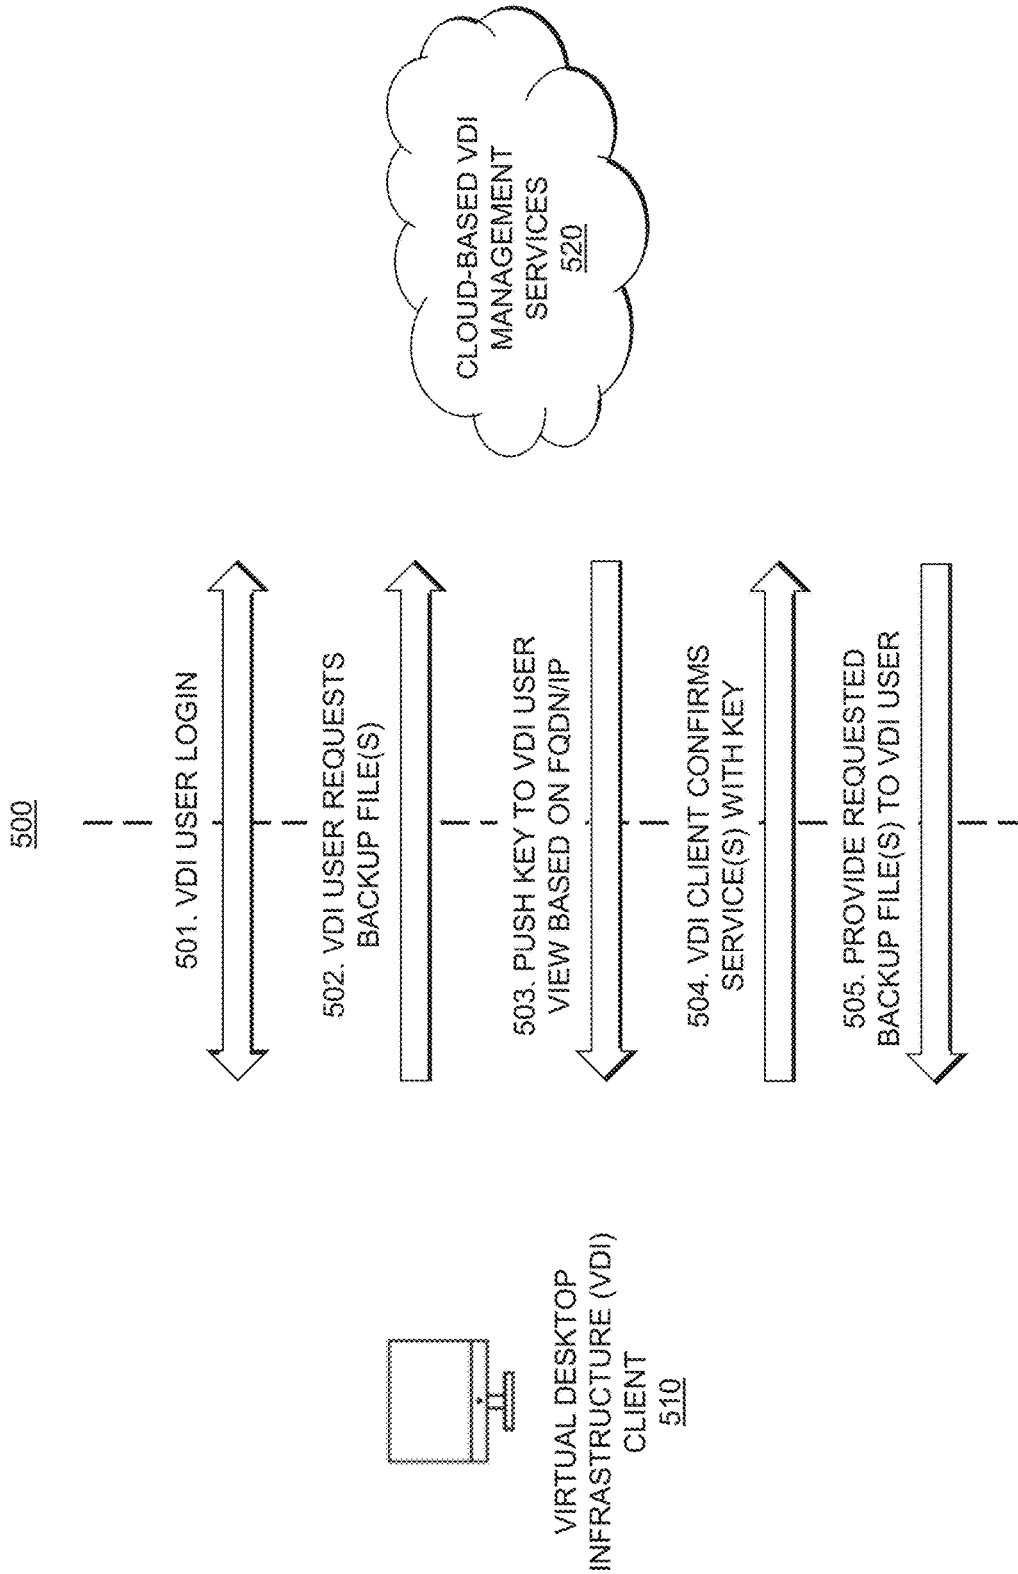 500
501. VDI USER LOGIN
502. VDI USER REQUESTS
BACKUP FILE(S)
503. PUSH KEY TO VDI USER
VIEW BASED ON FQDN/IP
504. VDI CLIENT CONFIRMS
SERVICE(S) WITH KEY
505. PROVIDE REQUESTED
BACKUP FILE(S) TO VDI USER
VIRTUAL DESKTOP
INFRASTRUCTURE (VDI)
CLIENT
510
CLOUD-BASED VDI
MANAGEMENT
SERVICES
520